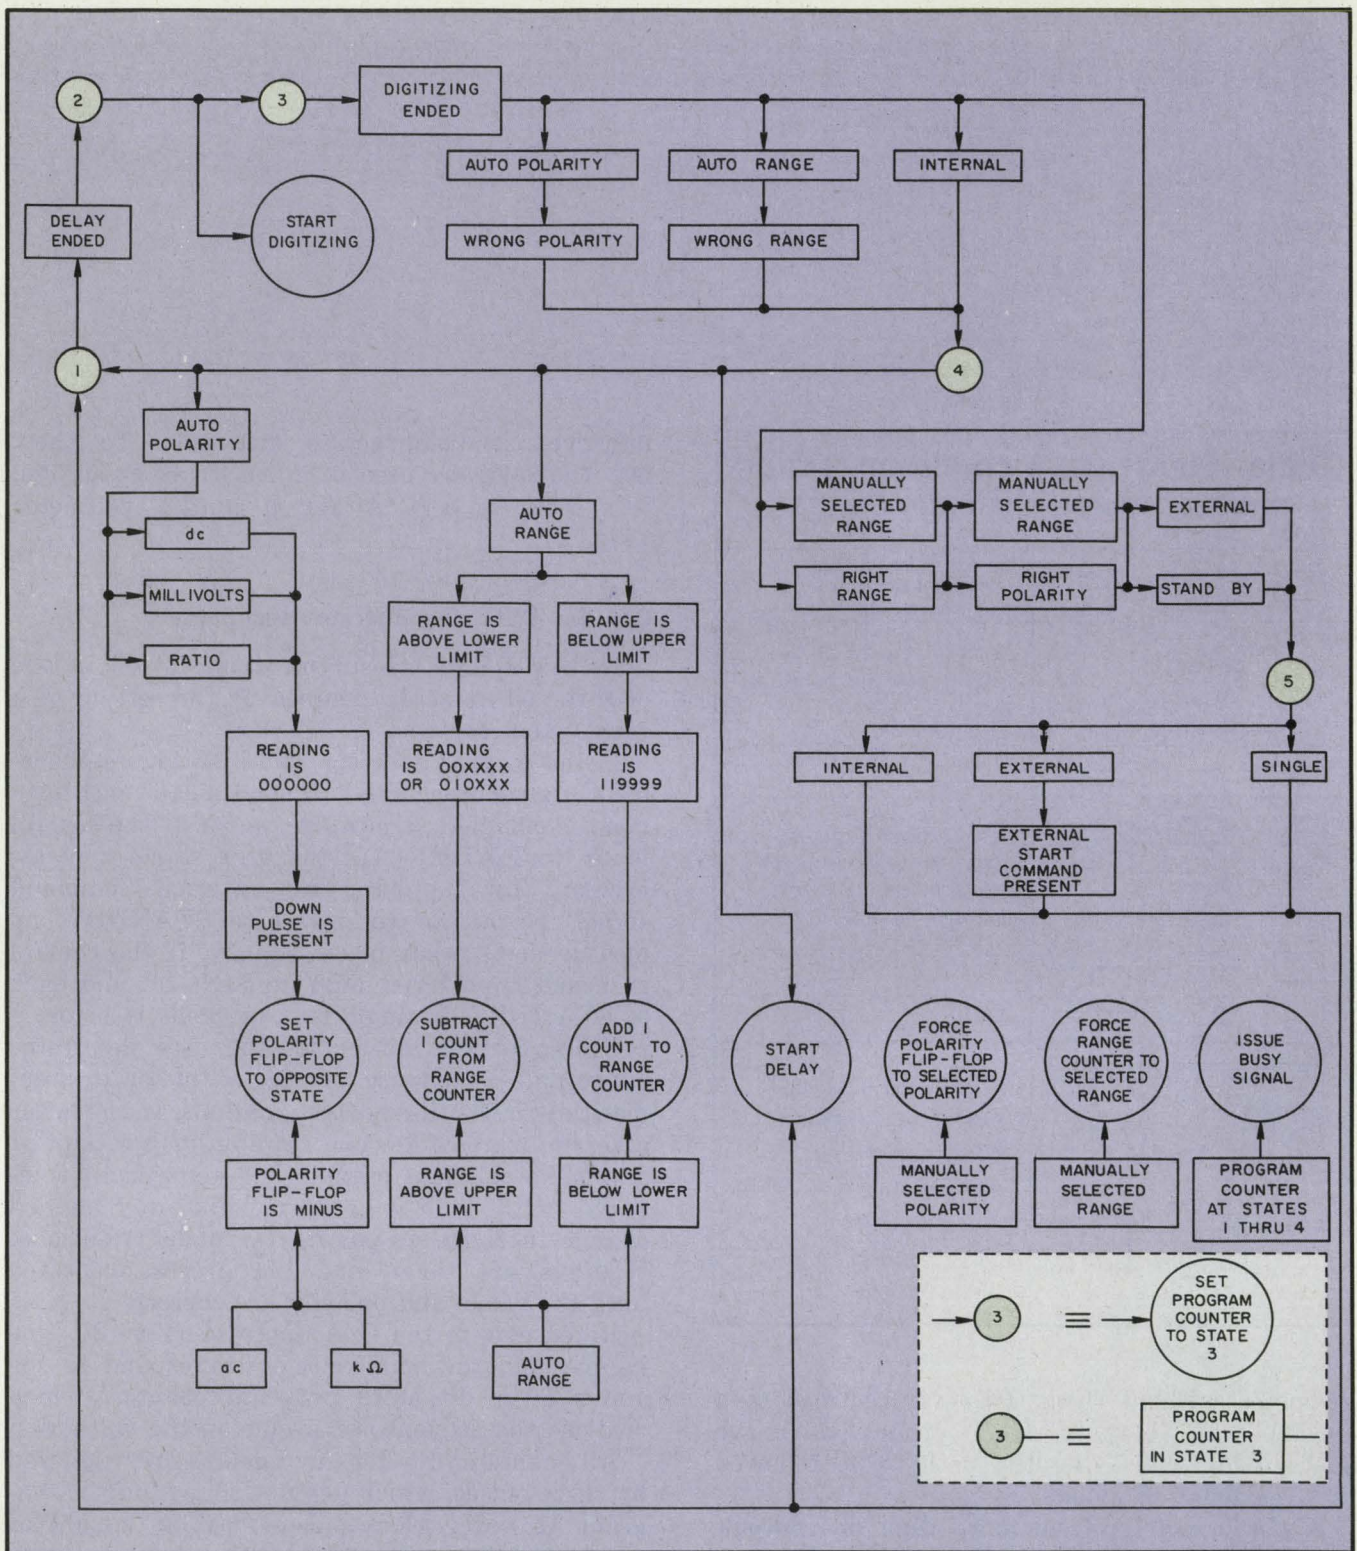 2
3
DIGITIZING
ENDED
AUTO POLARITY
AUTO RANGE
INTERNAL
DELAY
ENDED
START
DIGITIZING
WRONG POLARITY
WRONG RANGE
1
4
AUTO
POLARITY
dc
MILLIVOLTS
RATIO
AUTO
RANGE
MANUALLY
SELECTED
RANGE
MANUALLY
SELECTED
RANGE
EXTERNAL
RIGHT
RANGE
RIGHT
POLARITY
STAND BY
RANGE IS
ABOVE LOWER
LIMIT
RANGE IS
BELOW UPPER
LIMIT
5
READING
IS
000000
READING
IS 00XXXX
OR 010XXX
READING
IS
119999
INTERNAL
EXTERNAL
SINGLE
EXTERNAL
START
COMMAND
PRESENT
DOWN
PULSE IS
PRESENT
SET
POLARITY
FLIP-FLOP
TO OPPOSITE
STATE
SUBTRACT
1 COUNT
FROM
RANGE
COUNTER
ADD 1
COUNT TO
RANGE
COUNTER
START
DELAY
FORCE
POLARITY
FLIP-FLOP
TO SELECTED
POLARITY
FORCE
RANGE
COUNTER TO
SELECTED
RANGE
ISSUE
BUSY
SIGNAL
POLARITY
FLIP-FLOP
IS MINUS
RANGE IS
ABOVE UPPER
LIMIT
RANGE IS
BELOW LOWER
LIMIT
MANUALLY
SELECTED
POLARITY
MANUALLY
SELECTED
RANGE
PROGRAM
COUNTER
AT STATES
1 THRU 4
ac
kΩ
AUTO
RANGE
3
≡
SET
PROGRAM
COUNTER
TO STATE
3
3
≡
PROGRAM
COUNTER
IN STATE 3